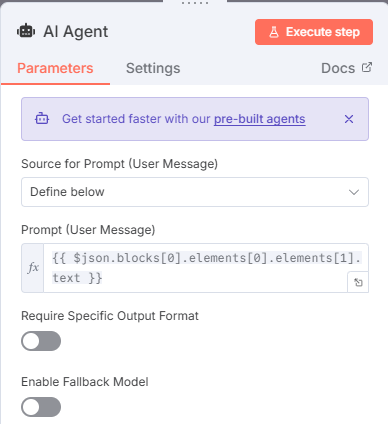 AI Agent
Execute step
Parameters
Settings
Docs
Get started faster with our pre-built agents
Source for Prompt (User Message)
Define below
Prompt (User Message)
fx
{{ $json.blocks[0].elements[0].elements[1].
text }}
Require Specific Output Format
Enable Fallback Model